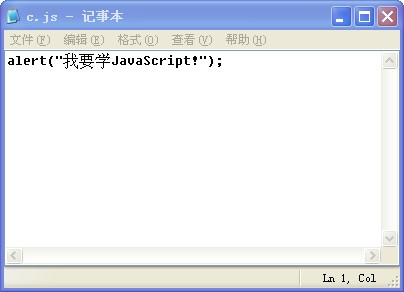 c.js - 记事本
文件(F) 编辑(E) 格式(O) 查看(V) 帮助(H)
alert("我要学JavaScript!");
Ln 1, Col